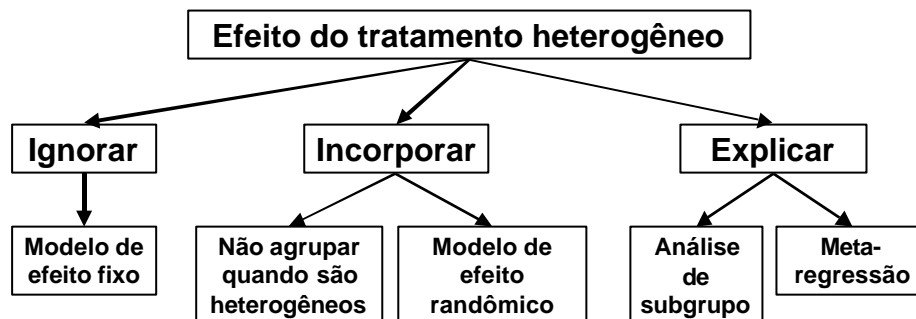 Efeito do tratamento heterogêneo
Ignorar
Incorporar
Explicar
Modelo de
efeito fixo
Não agrupar
quando são
heterogêneos
Modelo de
efeito
randômico
Análise
de
subgrupo
Meta-
regressão